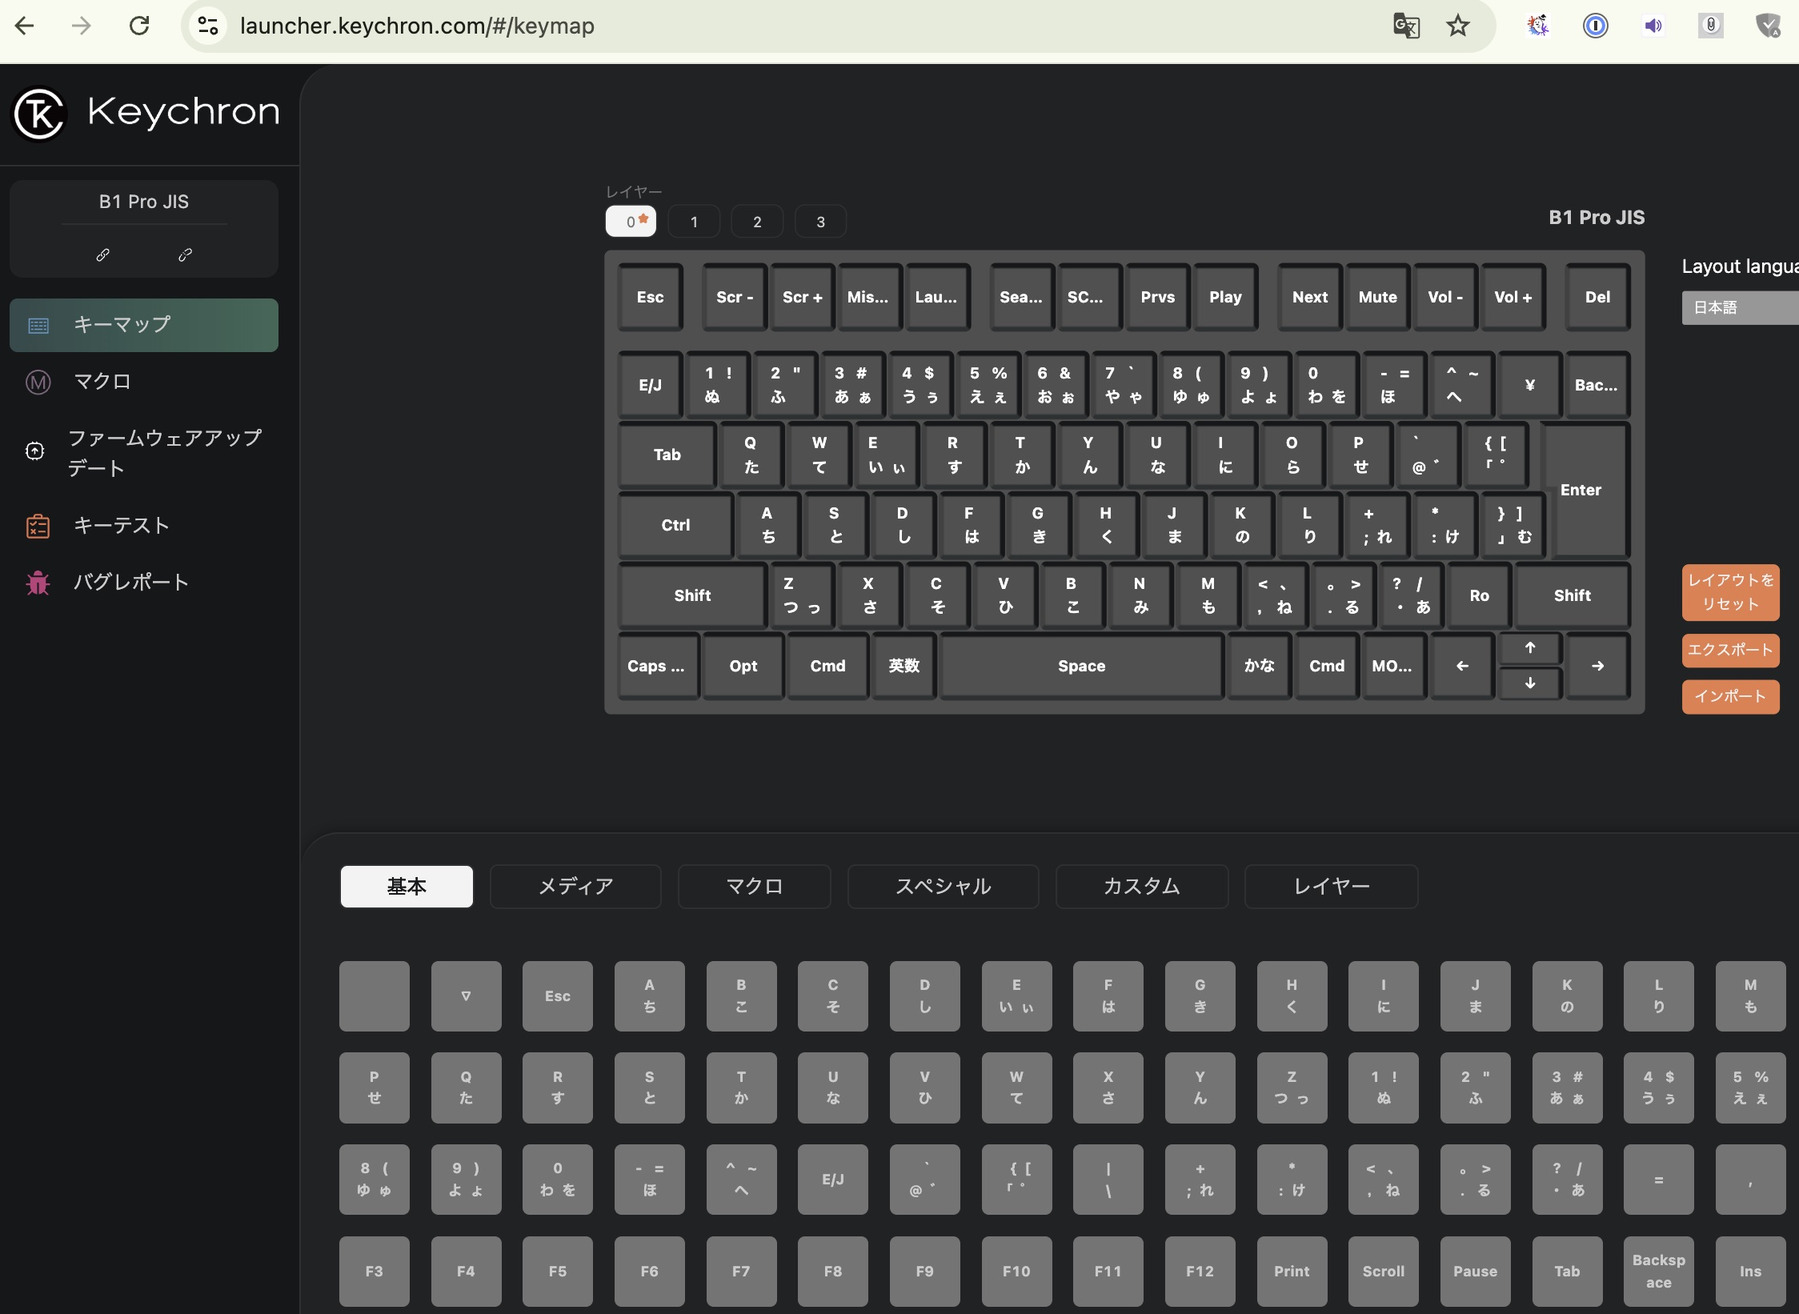 launcher.keychron.com/#/keymap
Keychron
B1 Pro JIS
キーマップ
マクロ
ファームウェアアップ
デート
キーテスト
バグレポート
レイヤー
0 1 2 3
B1 Pro JIS
Esc Scr - Scr + Mis... Lau... Sea... SC... Prvs Play Next Mute Vol - Vol + Del
E/J 1 ! ぬ 2 " ふ 3 # あ ぁ 4 $ う ぅ 5 % え ぇ 6 & お ぉ 7 ` や ゃ 8 ( ゆ ゅ 9 ) よ ょ 0 わ を - = ほ ^ ~ へ ¥ Bac...
Tab Q た W て E い ぃ R す T か Y ん U な I に O ら P せ ` @ ゛ { [ 「 ゜ Enter
Ctrl A ち S と D し F は G き H く J ま K の L り + ; れ * : け } ] 」 む
Shift Z つ っ X さ C そ V ひ B こ N み M も < 、 , ね 。 > . る ? / ・ あ Ro Shift
Caps ... Opt Cmd 英数 Space かな Cmd MO... ← ↑ ↓ →
Layout langua
日本語
レイアウトを
リセット
エクスポート
インポート
基本 メディア マクロ スペシャル カスタム レイヤー
▽ Esc A ち B こ C そ D し E い ぃ F は G き H く I に J ま K の L り M も
P せ Q た R す S と T か U な V ひ W て X さ Y ん Z つ っ 1 ! ぬ 2 " ふ 3 # あ ぁ 4 $ う ぅ 5 % え ぇ
8 ( ゆ ゅ 9 ) よ ょ 0 わ を - = ほ ^ ~ へ E/J ` @ ゛ { [ 「 ゜ | \ + ; れ * : け < 、 , ね 。 > . る ? / ・ あ = ,
F3 F4 F5 F6 F7 F8 F9 F10 F11 F12 Print Scroll Pause Tab Backsp
ace Ins